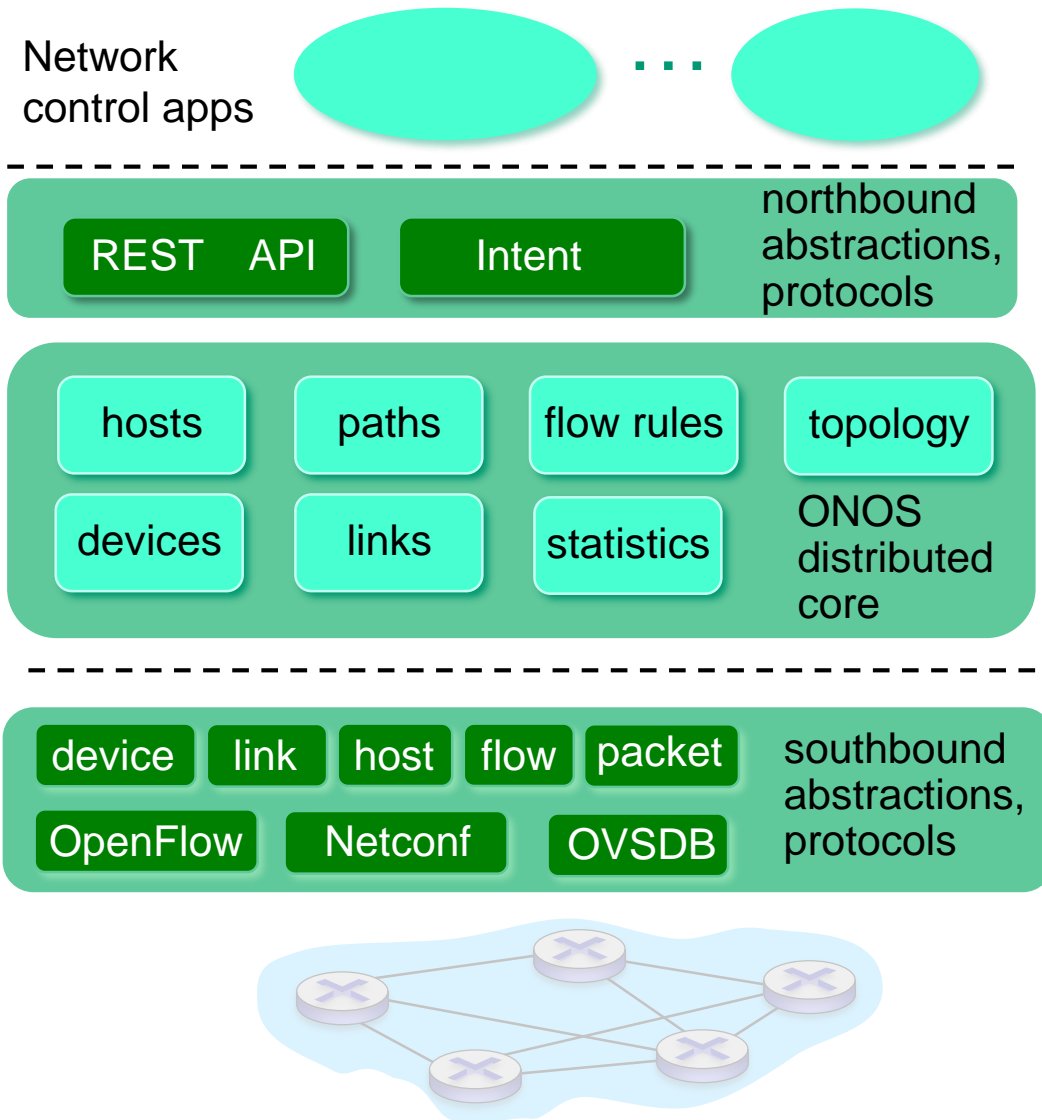 Network
control apps
. . .
REST API
Intent
northbound
abstractions,
protocols
hosts
paths
flow rules
topology
devices
links
statistics
ONOS
distributed
core
device
link
host
flow
packet
OpenFlow
Netconf
OVSDB
southbound
abstractions,
protocols